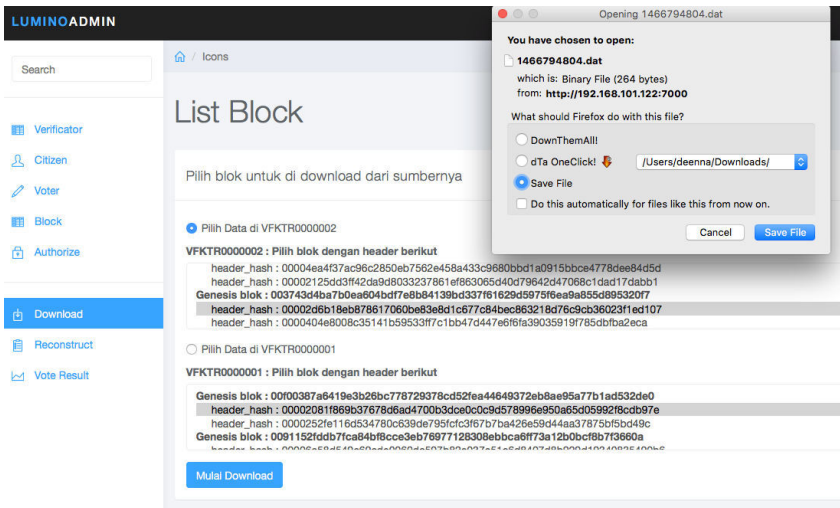 LUMINOADMIN
Search
Verificator
Citizen
Voter
Block
Authorize
Download
Reconstruct
Vote Result
/ Icons
List Block
Pilih blok untuk di download dari sumbernya
Pilih Data di VFKTR0000002
VFKTR0000002 : Pilih blok dengan header berikut
header_hash : 00004ea4f37ac96c2850eb7562e458a433c9680bbd1a0915bbce4778dee84d5d
header_hash : 00002125dd3ff42da9d8033237861ef863065d40d79642d47068c1dad17dabb1
Genesis blok : 003743d4ba7b0ea604bdf7e8b84139bd337f61629d5975f6ea9a855d895320f7
header_hash : 00002d6b18eb878617060be83e8d1c677c84bec863218d76c9cb36023f1ed107
header_hash : 0000404e8008c35141b59533ff7c1bb47d447e6f6fa39035919f785dbfba2eca
Pilih Data di VFKTR0000001
VFKTR0000001 : Pilih blok dengan header berikut
Genesis blok : 00f00387a6419e3b26bc778729378cd52fea44649372eb8ae95a77b1ad532de0
header_hash : 00002081f869b37678d6ad4700b3dce0c0c9d578996e950a65d05992f8cdb97e
header_hash : 0000252fe116d534780c639de795fcfc3f67b7ba426e59d44aa37875bf5bd49c
Genesis blok : 0091152fddb7fca84bf8cce3eb76977128308ebbca6ff73a12b0bcf8b7f3660a
Mulai Download
Opening 1466794804.dat
You have chosen to open:
1466794804.dat
which is: Binary File (264 bytes)
from: http://192.168.101.122:7000
What should Firefox do with this file?
DownThemAll!
dTa OneClick!
/Users/deenna/Downloads/
Save File
Do this automatically for files like this from now on.
Cancel
Save File